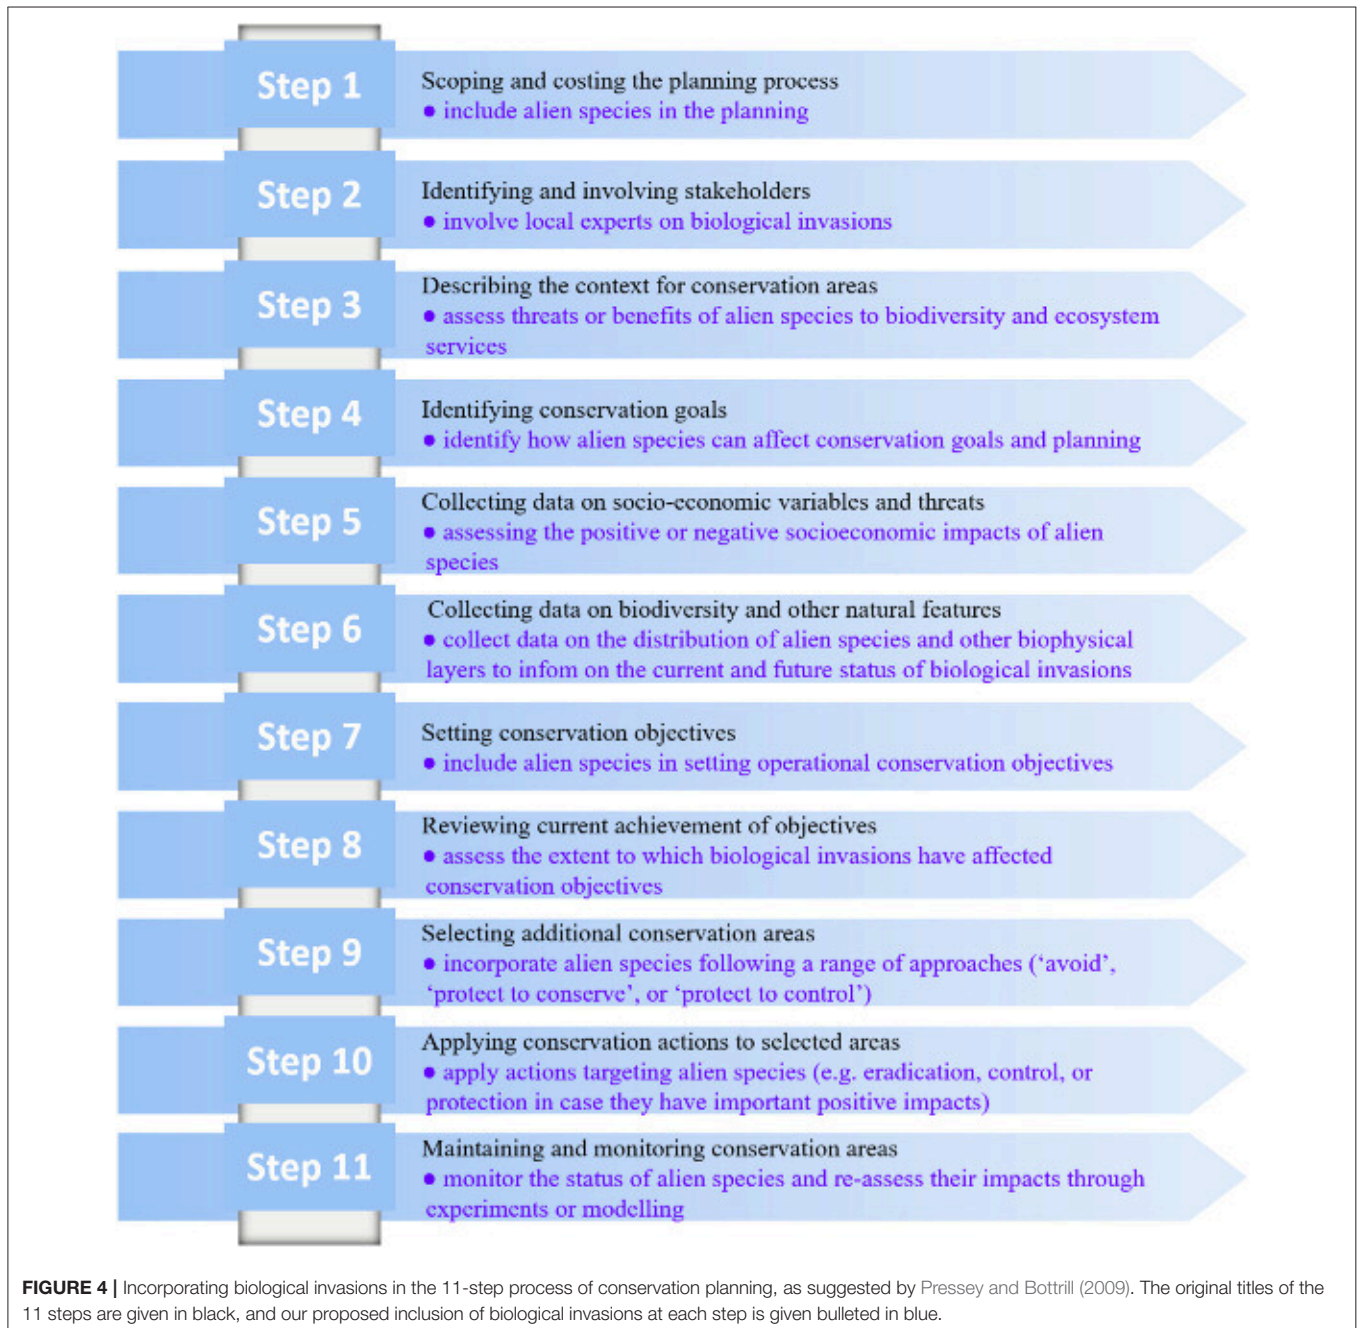 Step 1
Scoping and costing the planning process
● include alien species in the planning
Step 2
Identifying and involving stakeholders
● involve local experts on biological invasions
Step 3
Describing the context for conservation areas
● assess threats or benefits of alien species to biodiversity and ecosystem
services
Step 4
Identifying conservation goals
● identify how alien species can affect conservation goals and planning
Step 5
Collecting data on socio-economic variables and threats
● assessing the positive or negative socioeconomic impacts of alien
species
Step 6
Collecting data on biodiversity and other natural features
● collect data on the distribution of alien species and other biophysical
layers to infom on the current and future status of biological invasions
Step 7
Setting conservation objectives
● include alien species in setting operational conservation objectives
Step 8
Reviewing current achievement of objectives
● assess the extent to which biological invasions have affected
conservation objectives
Step 9
Selecting additional conservation areas
● incorporate alien species following a range of approaches (‘avoid’,
‘protect to conserve’, or ‘protect to control’)
Step 10
Applying conservation actions to selected areas
● apply actions targeting alien species (e.g. eradication, control, or
protection in case they have important positive impacts)
Step 11
Maintaining and monitoring conservation areas
● monitor the status of alien species and re-assess their impacts through
experiments or modelling
FIGURE 4 | Incorporating biological invasions in the 11-step process of conservation planning, as suggested by Pressey and Bottrill (2009). The original titles of the
11 steps are given in black, and our proposed inclusion of biological invasions at each step is given bulleted in blue.